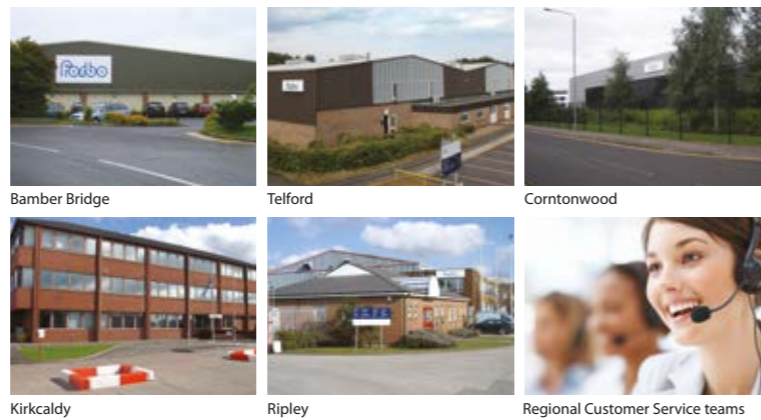 Forbo
Bamber Bridge
Telford
Corntonwood
Kirkcaldy
Ripley
Regional Customer Service teams